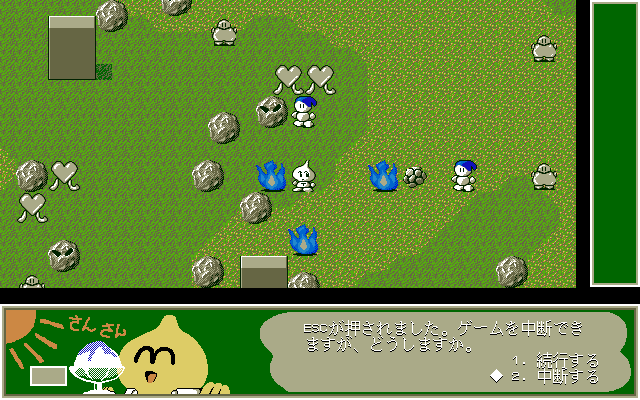 さんさん
ESCが押されました。ゲームを中断でき
ますが、どうしますか。
1. 続行する
◆ 2. 中断する